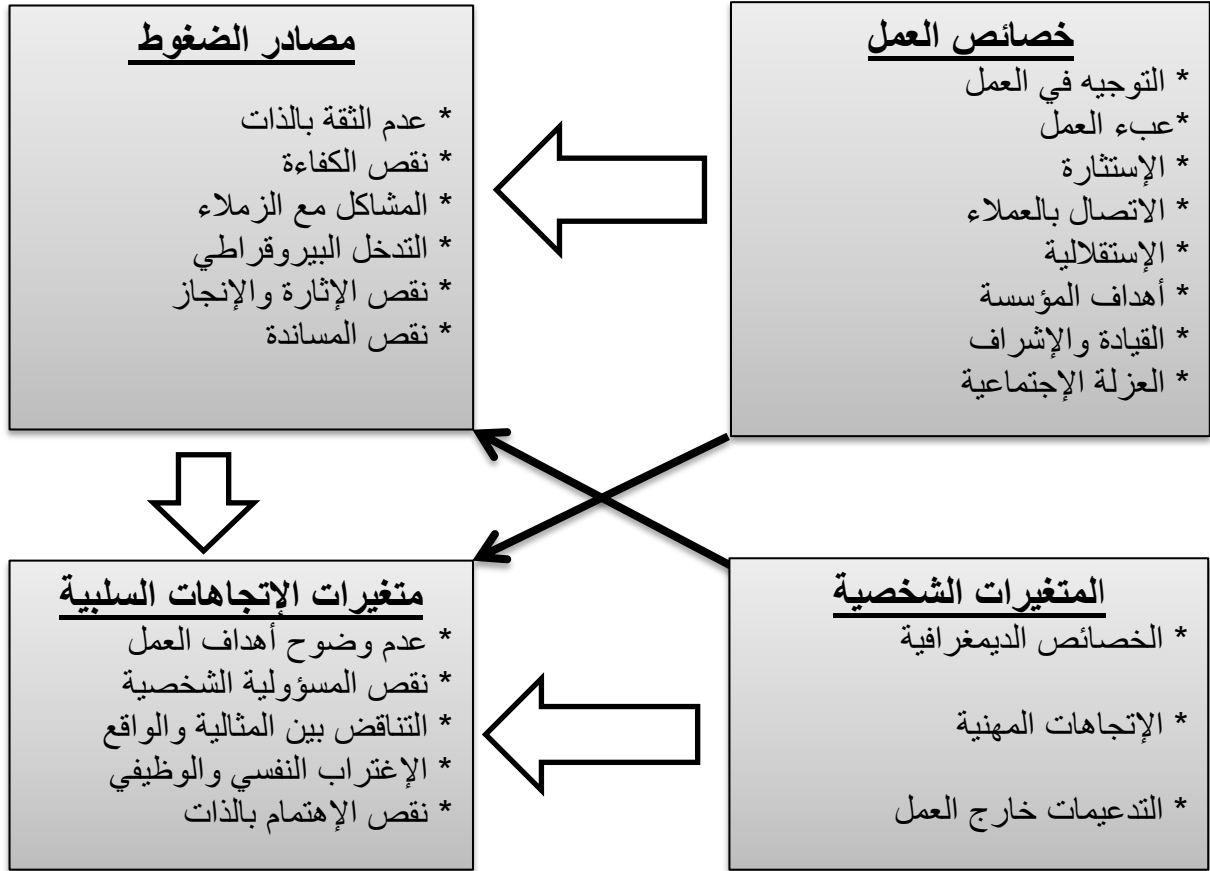 خصائص العمل
* التوجيه في العمل
*عبء العمل
* الإستثارة
* الاتصال بالعملاء
* الإستقلالية
* أهداف المؤسسة
* القيادة والإشراف
* العزلة الإجتماعية
مصادر الضغوط
* عدم الثقة بالذات
* نقص الكفاءة
* المشاكل مع الزملاء
* التدخل البيروقراطي
* نقص الإثارة والإنجاز
* نقص المساندة
المتغيرات الشخصية
* الخصائص الديمغرافية
* الإتجاهات المهنية
* التدعيمات خارج العمل
متغيرات الإتجاهات السلبية
* عدم وضوح أهداف العمل
* نقص المسؤولية الشخصية
* التناقض بين المثالية والواقع
* الإغتراب النفسي والوظيفي
* نقص الإهتمام بالذات